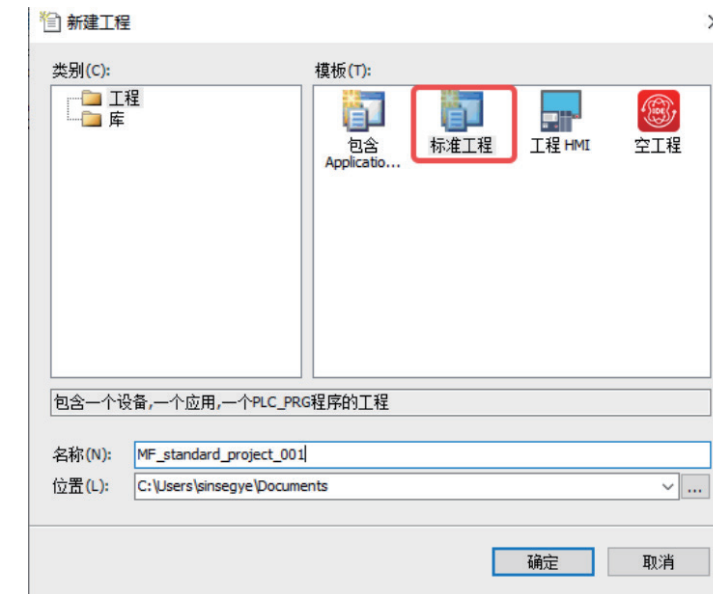 新建工程
类别(C):
模板(T):
工程
库
包含
Applicatio...
标准工程
工程 HMI
空工程
包含一个设备,一个应用,一个PLC_PRG程序的工程
名称(N): MF_standard_project_001
位置(L): C:\Users\sinsegye\Documents
...
确定
取消